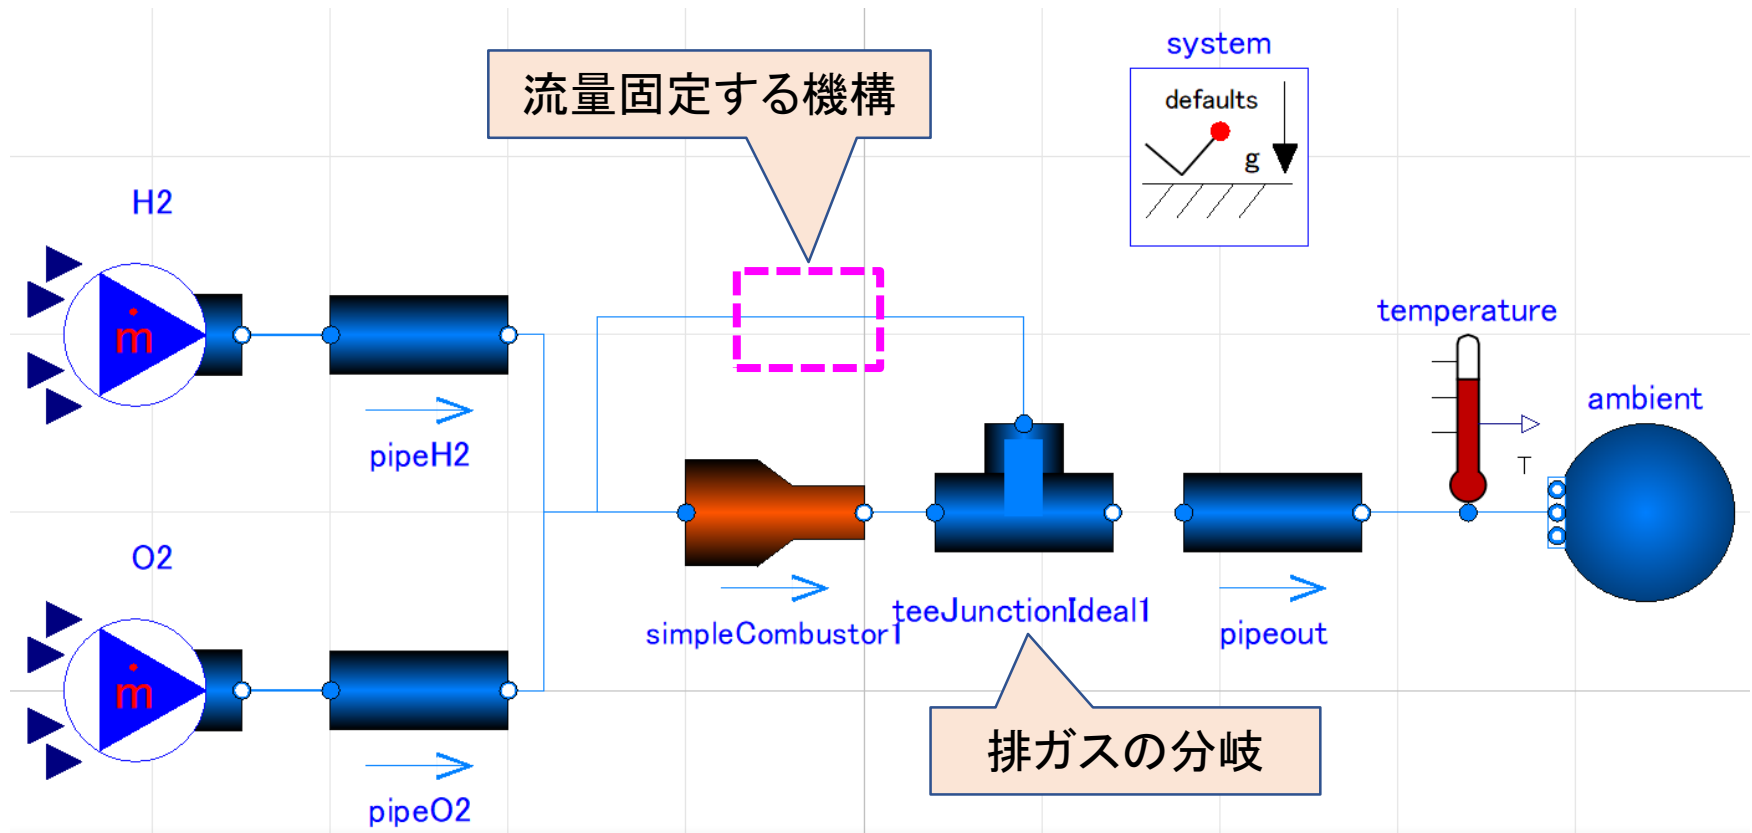 system
流量固定する機構
defaults
g
H2
ṁ
temperature
ambient
T
pipeH2
O2
teeJunctionIdeal1
simpleCombustor1
pipeout
ṁ
排ガスの分岐
pipeO2